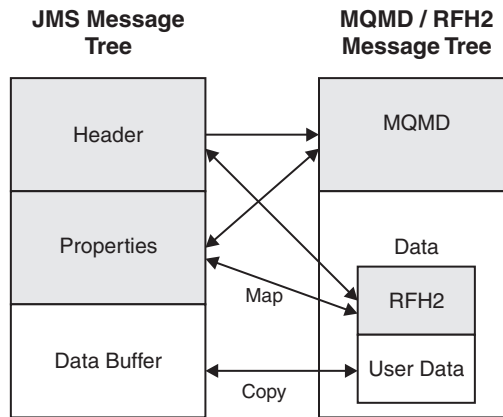 JMS Message
Tree
MQMD / RFH2
Message Tree
Header
MQMD
Properties
Data
Map
RFH2
Data Buffer
User Data
Copy